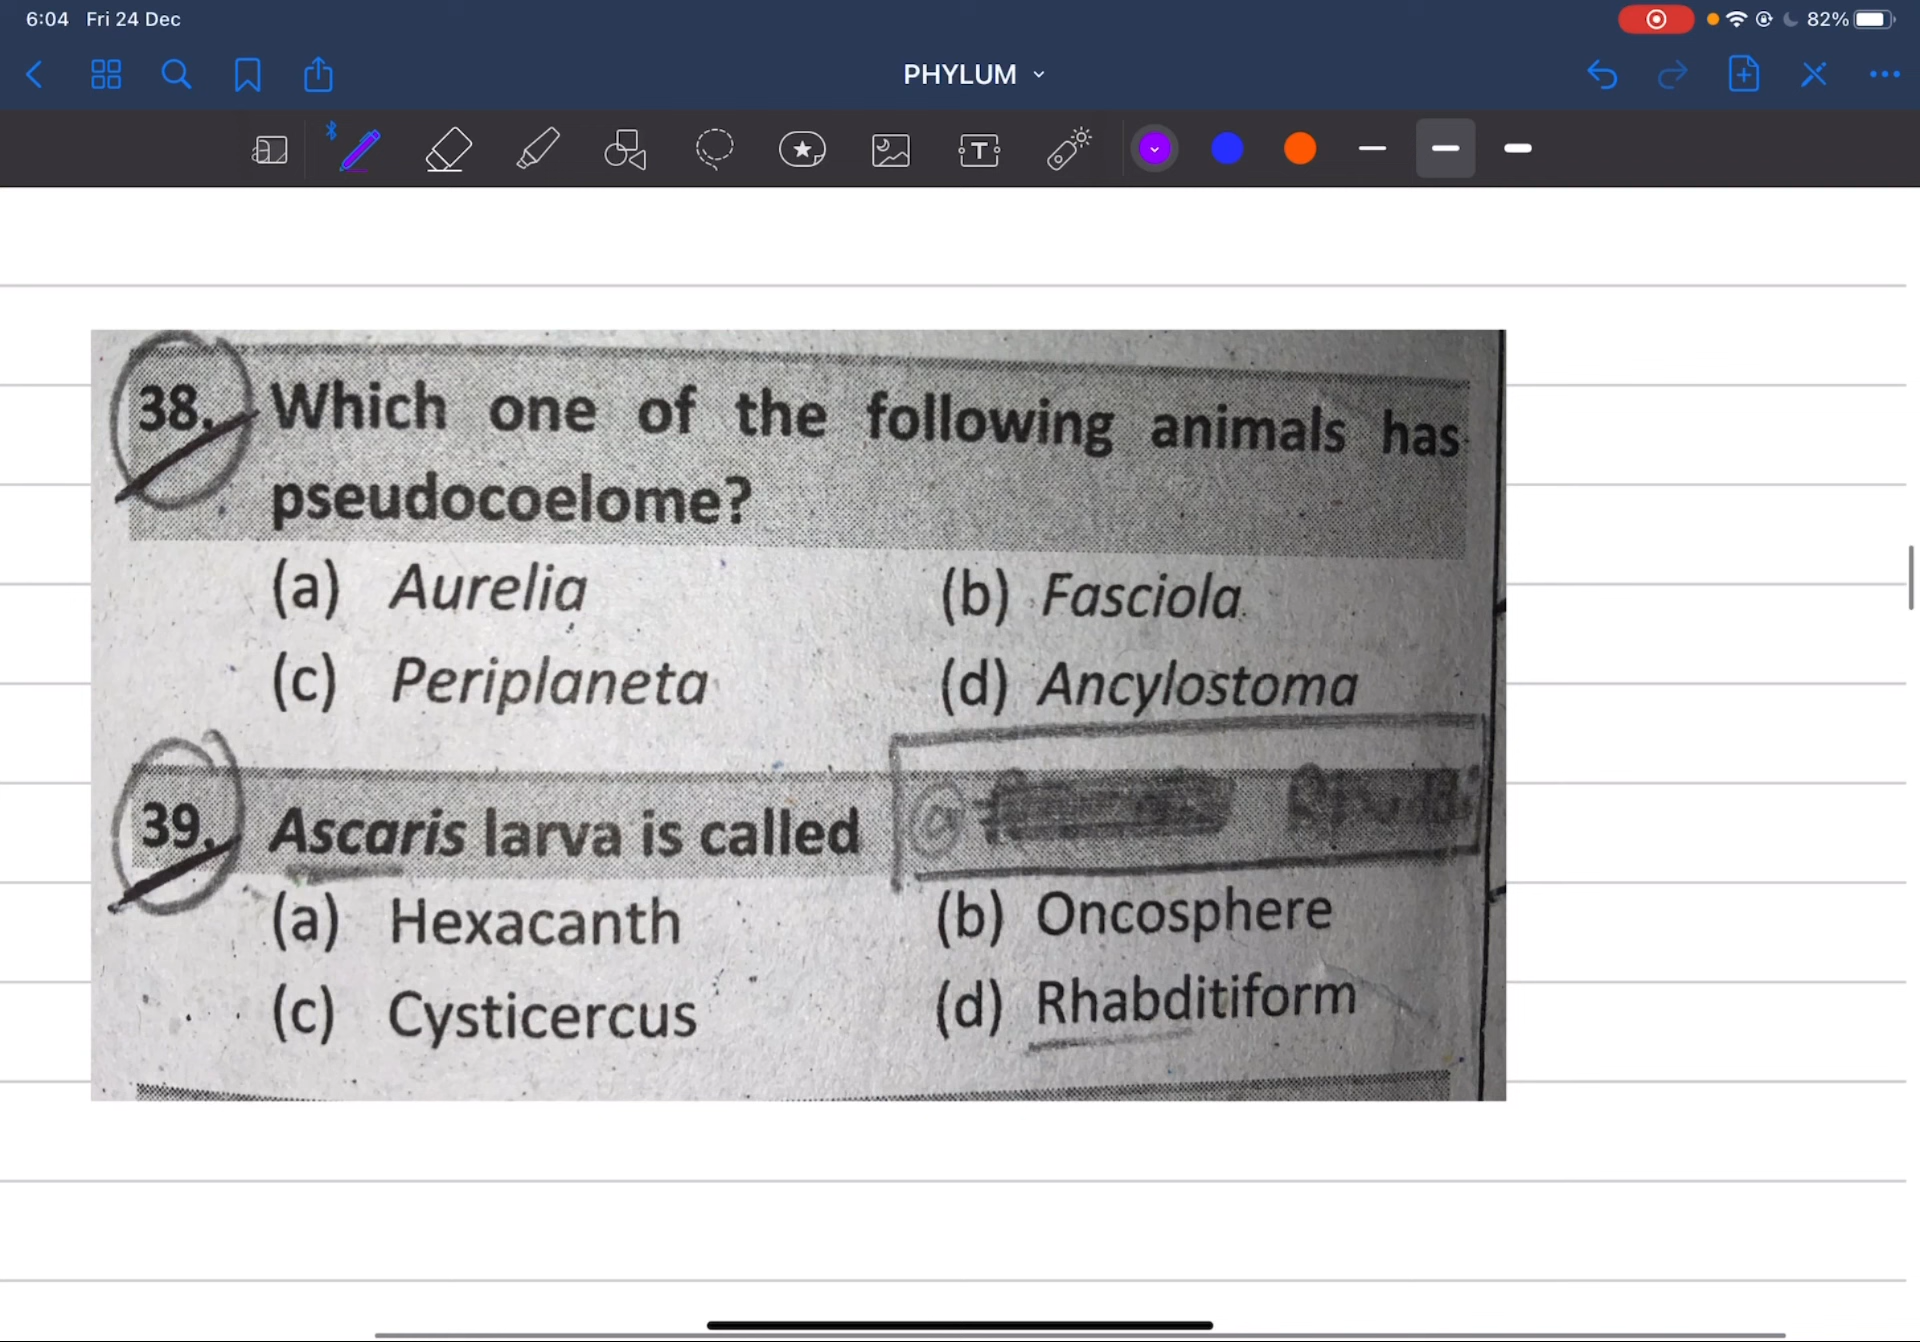 6:04 Fri 24 Dec
82%
PHYLUM
38. Which one of the following animals has
pseudocoelome?
(a) Aurelia (b) Fasciola
(c) Periplaneta (d) Ancylostoma
39. Ascaris larva is called
(a) Hexacanth (b) Oncosphere
(c) Cysticercus (d) Rhabditiform